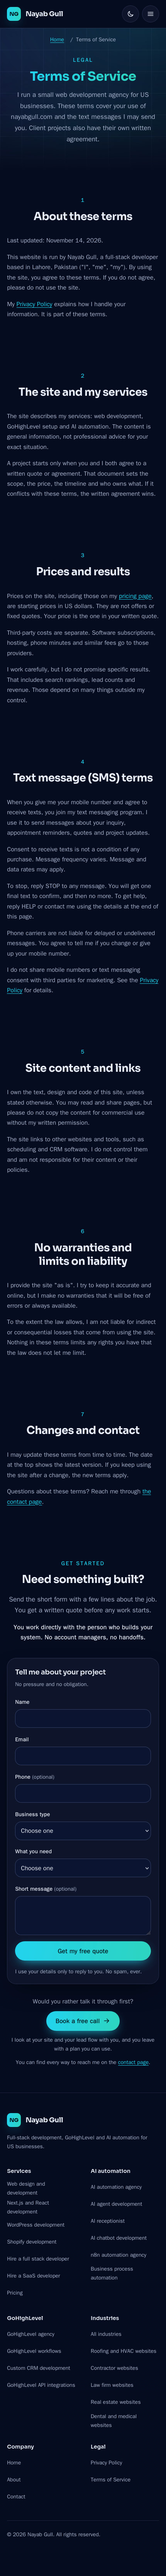 NG Nayab Gull
Home / Terms of Service
LEGAL
Terms of Service
I run a small web development agency for US
businesses. These terms cover your use of
nayabgull.com and the text messages I may send
you. Client projects also have their own written
agreement.
1
About these terms
Last updated: November 14, 2026.
This website is run by Nayab Gull, a full-stack developer
based in Lahore, Pakistan ("I", "me", "my"). By using
the site, you agree to these terms. If you do not agree,
please do not use the site.
My Privacy Policy explains how I handle your
information. It is part of these terms.
2
The site and my services
The site describes my services: web development,
GoHighLevel setup and AI automation. The content is
general information, not professional advice for your
exact situation.
A project starts only when you and I both agree to a
written quote or agreement. That document sets the
scope, the price, the timeline and who owns what. If it
conflicts with these terms, the written agreement wins.
3
Prices and results
Prices on the site, including those on my pricing page,
are starting prices in US dollars. They are not offers or
fixed quotes. Your price is the one in your written quote.
Third-party costs are separate. Software subscriptions,
hosting, phone minutes and similar fees go to those
providers.
I work carefully, but I do not promise specific results.
That includes search rankings, lead counts and
revenue. Those depend on many things outside my
control.
4
Text message (SMS) terms
When you give me your mobile number and agree to
receive texts, you join my text messaging program. I
use it to send messages about your inquiry,
appointment reminders, quotes and project updates.
Consent to receive texts is not a condition of any
purchase. Message frequency varies. Message and
data rates may apply.
To stop, reply STOP to any message. You will get one
final text to confirm, and then no more. To get help,
reply HELP or contact me using the details at the end of
this page.
Phone carriers are not liable for delayed or undelivered
messages. You agree to tell me if you change or give
up your mobile number.
I do not share mobile numbers or text messaging
consent with third parties for marketing. See the Privacy
Policy for details.
5
Site content and links
I own the text, design and code of this site, unless
stated otherwise. You may read and share it, but please
do not copy the content for commercial use
without my written permission.
The site links to other websites and tools, such as
scheduling and CRM software. I do not control them
and am not responsible for their content or their
policies.
6
No warranties and
limits on liability
I provide the site "as is". I try to keep it accurate and
online, but I make no warranties that it will be free of
errors or always available.
To the extent the law allows, I am not liable for indirect
or consequential losses that come from using the site.
Nothing in these terms limits any rights you have that
the law does not let me limit.
7
Changes and contact
I may update these terms from time to time. The date
at the top shows the latest version. If you keep using
the site after a change, the new terms apply.
Questions about these terms? Reach me through the
contact page.
GET STARTED
Need something built?
Send the short form with a few lines about the job.
You get a written quote before any work starts.
You work directly with the person who builds your
system. No account managers, no handoffs.
Tell me about your project
No pressure and no obligation.
Name
Email
Phone (optional)
Business type
Choose one
What you need
Choose one
Short message (optional)
Get my free quote
I use your details only to reply to you. No spam, ever.
Would you rather talk it through first?
Book a free call →
I look at your site and your lead flow with you, and you leave
with a plan you can use.
You can find every way to reach me on the contact page.
NG Nayab Gull
Full-stack development, GoHighLevel and AI automation for
US businesses.
Services
Web design and
development
Next.js and React
development
WordPress development
Shopify development
Hire a full stack developer
Hire a SaaS developer
Pricing
AI automation
AI automation agency
AI agent development
AI receptionist
AI chatbot development
n8n automation agency
Business process
automation
GoHighLevel
GoHighLevel agency
GoHighLevel workflows
Custom CRM development
GoHighLevel API integrations
Industries
All industries
Roofing and HVAC websites
Contractor websites
Law firm websites
Real estate websites
Dental and medical
websites
Company
Home
About
Contact
Legal
Privacy Policy
Terms of Service
© 2026 Nayab Gull. All rights reserved.